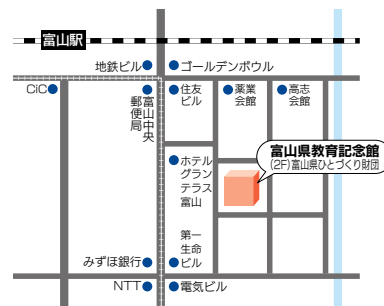 富山駅
地鉄ビル
ゴールデンボウル
CiC
富山中央
郵便局
住友
ビル
薬業
会館
高志
会館
富山県教育記念館
(2F)富山県ひとづくり財団
ホテル
グラン
テラス
富山
第一
生命
ビル
みずほ銀行
NTT
電気ビル